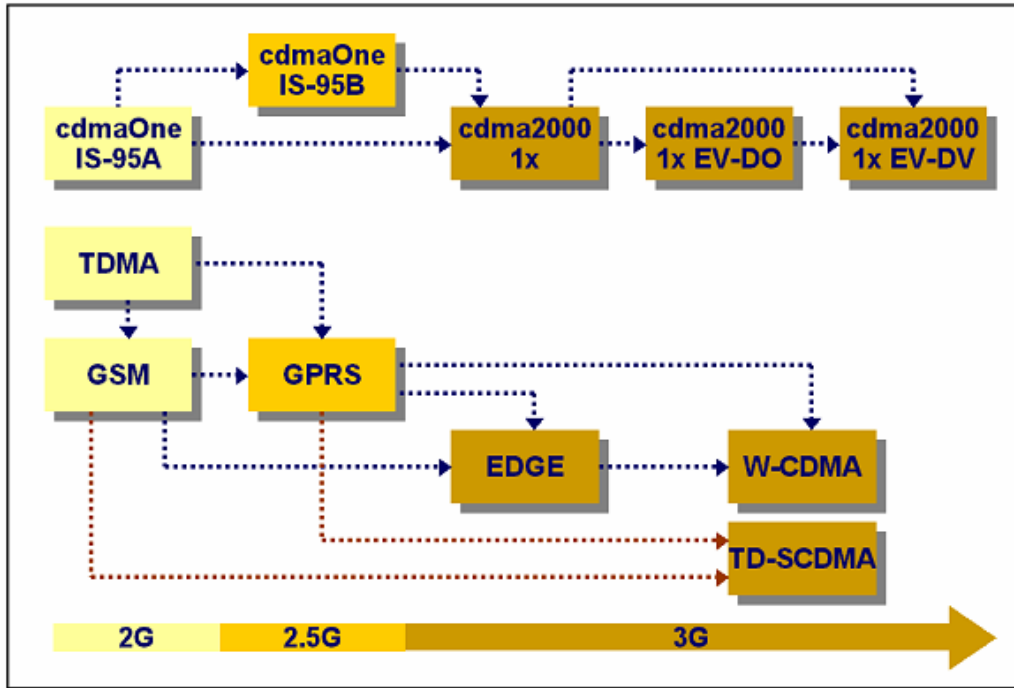 cdmaOne
IS-95B
cdmaOne
IS-95A
cdma2000
1x
cdma2000
1x EV-DO
cdma2000
1x EV-DV
TDMA
GSM
GPRS
EDGE
W-CDMA
TD-SCDMA
2G
2.5G
3G